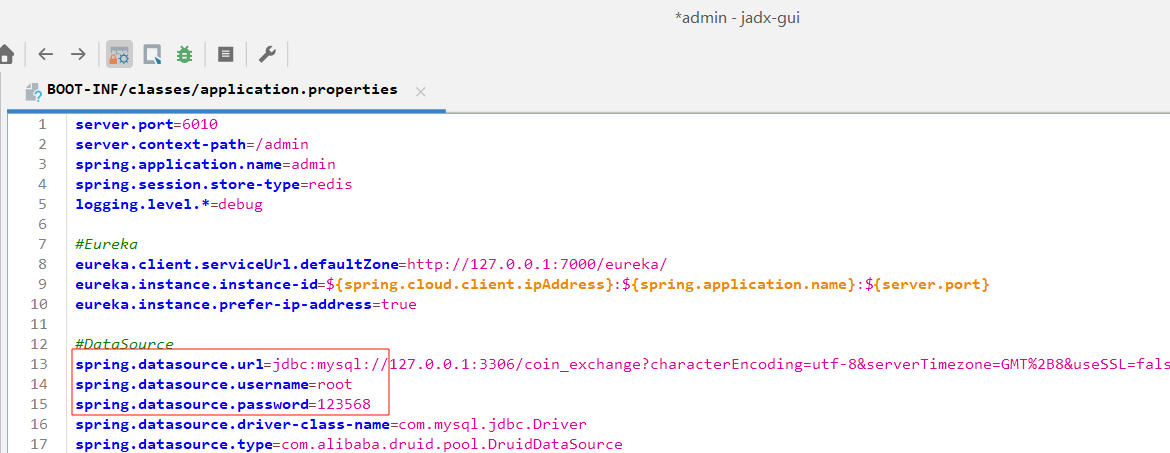 *admin - jadx-gui
BOOT-INF/classes/application.properties
1 server.port=6010
2 server.context-path=/admin
3 spring.application.name=admin
4 spring.session.store-type=redis
5 logging.level.*=debug
6
7 #Eureka
8 eureka.client.serviceUrl.defaultZone=http://127.0.0.1:7000/eureka/
9 eureka.instance.instance-id=${spring.cloud.client.ipAddress}:${spring.application.name}:${server.port}
10 eureka.instance.prefer-ip-address=true
11
12 #DataSource
13 spring.datasource.url=jdbc:mysql://127.0.0.1:3306/coin_exchange?characterEncoding=utf-8&serverTimezone=GMT%2B8&useSSL=fals
14 spring.datasource.username=root
15 spring.datasource.password=123568
16 spring.datasource.driver-class-name=com.mysql.jdbc.Driver
17 spring.datasource.type=com.alibaba.druid.pool.DruidDataSource